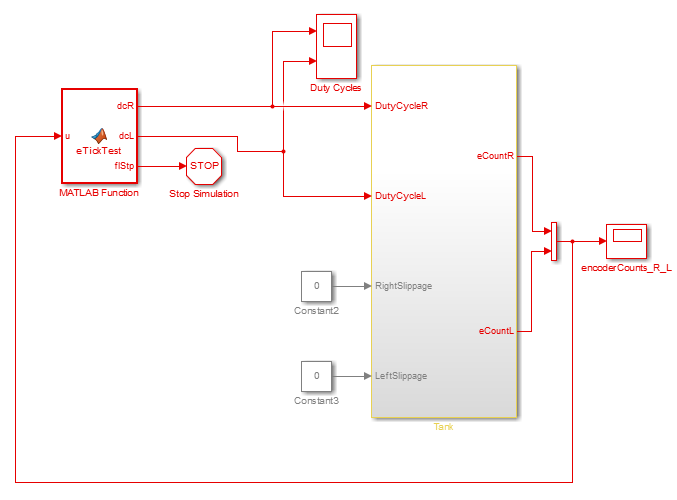 Duty Cycles
dcR
DutyCycleR
u
dcL
eTickTest
eCountR
flStp
STOP
MATLAB Function
Stop Simulation
DutyCycleL
encoderCounts_R_L
0
RightSlippage
Constant2
eCountL
0
LeftSlippage
Constant3
Tank